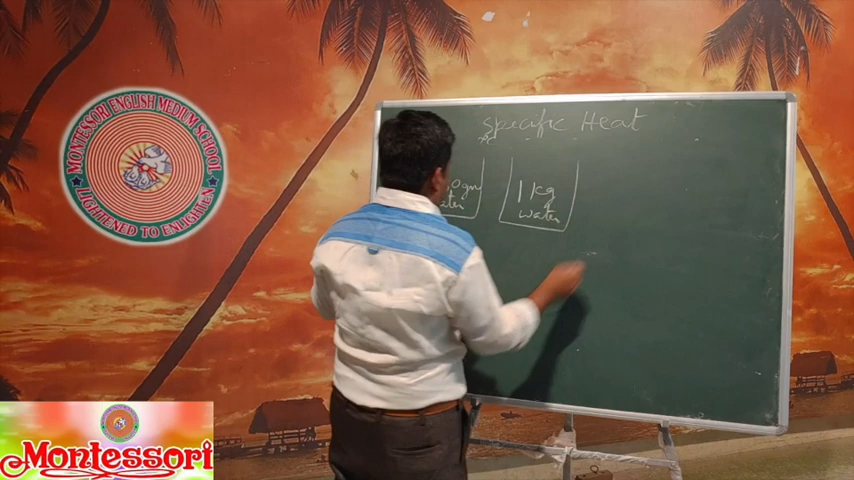 MONTESSORI ENGLISH MEDIUM SCHOOL
LIGHTENED TO ENLIGHTEN
specific Heat
1 Kg
water
Montessori